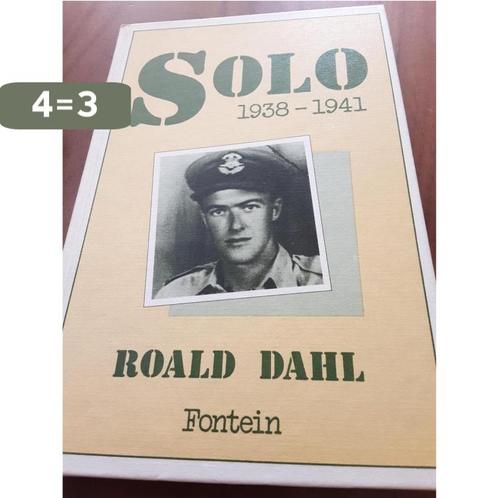 SOLO
1938 – 1941
4=3
ROALD DAHL
Fontein